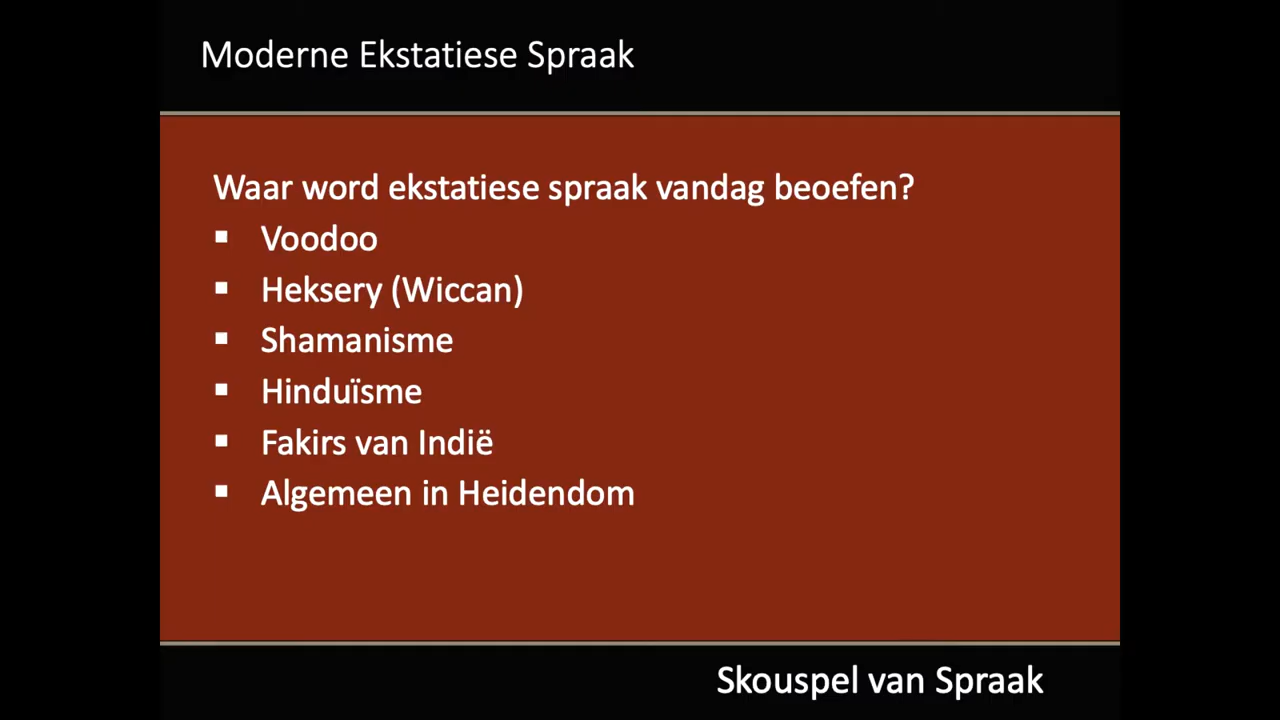 Moderne Ekstatiese Spraak
Waar word ekstatiese spraak vandag beoefen?
▪ Voodoo
▪ Heksery (Wiccan)
▪ Shamanisme
▪ Hinduïsme
▪ Fakirs van Indië
▪ Algemeen in Heidendom
Skouspel van Spraak